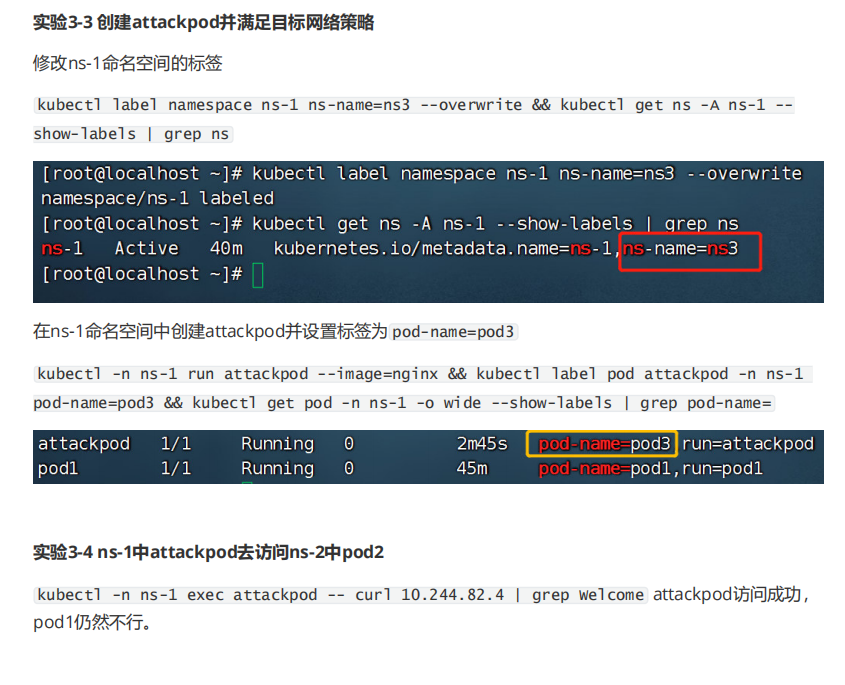 实验3-3 创建attackpod并满足目标网络策略
修改ns-1命名空间的标签
kubectl label namespace ns-1 ns-name=ns3 --overwrite && kubectl get ns -A ns-1 --
show-labels | grep ns
[root@localhost ~]# kubectl label namespace ns-1 ns-name=ns3 --overwrite
namespace/ns-1 labeled
[root@localhost ~]# kubectl get ns -A ns-1 --show-labels | grep ns
ns-1   Active   40m   kubernetes.io/metadata.name=ns-1,ns-name=ns3
[root@localhost ~]#
在ns-1命名空间中创建attackpod并设置标签为 pod-name=pod3
kubectl -n ns-1 run attackpod --image=nginx && kubectl label pod attackpod -n ns-1
pod-name=pod3 && kubectl get pod -n ns-1 -o wide --show-labels | grep pod-name=
attackpod   1/1   Running   0   2m45s   pod-name=pod3,run=attackpod
pod1   1/1   Running   0   45m   pod-name=pod1,run=pod1
实验3-4 ns-1中attackpod去访问ns-2中pod2
kubectl -n ns-1 exec attackpod -- curl 10.244.82.4 | grep Welcome attackpod访问成功，
pod1仍然不行。